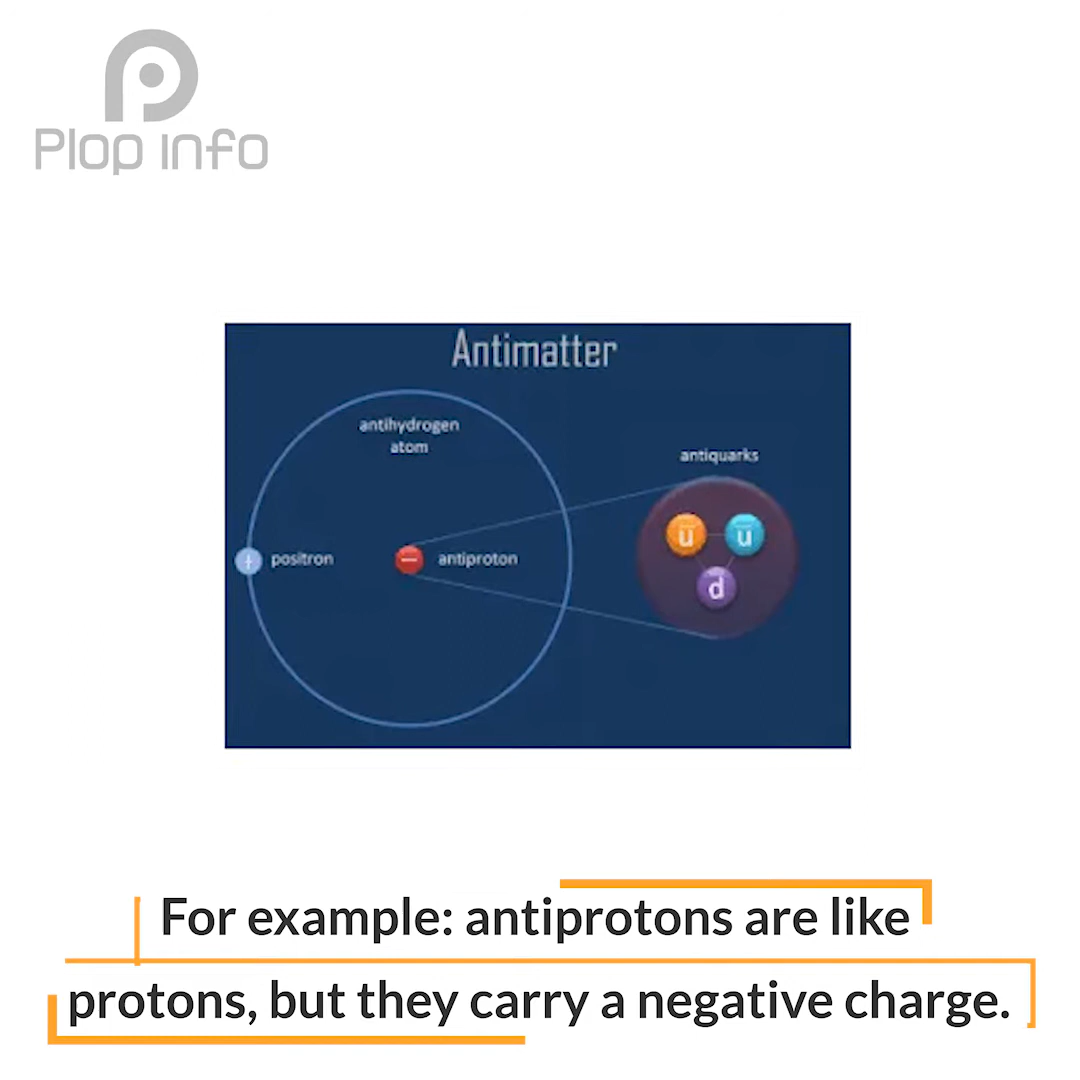 Plop info
Antimatter
antihydrogen
atom
antiquarks
ū ū
+ positron
− antiproton
d
For example: antiprotons are like
protons, but they carry a negative charge.